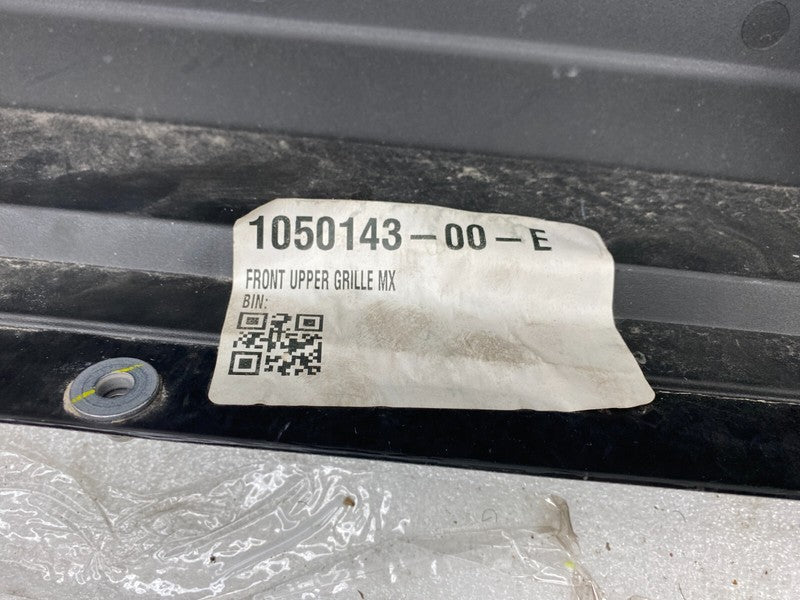 1050143-00-E
FRONT UPPER GRILLE MX
BIN: